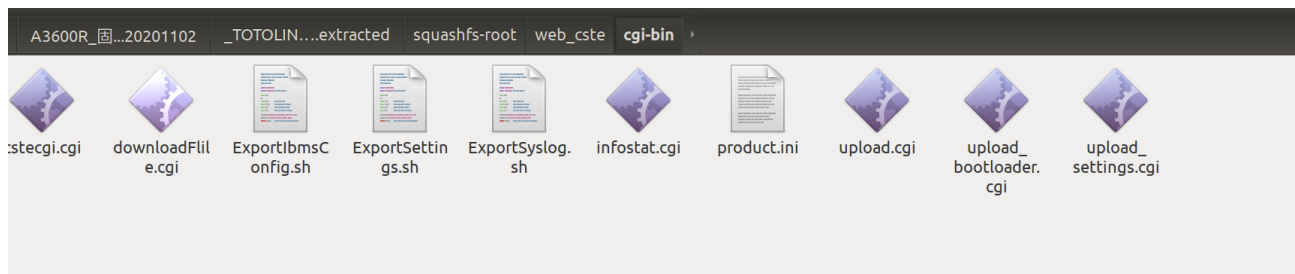 A3600R_固...20201102 _TOTOLIN....extracted squashfs-root web_cste cgi-bin
cstecgi.cgi downloadFlil ExportIbmsC ExportSettin ExportSyslog. infostat.cgi product.ini upload.cgi upload_ upload_
e.cgi onfig.sh gs.sh sh bootloader. settings.cgi
cgi